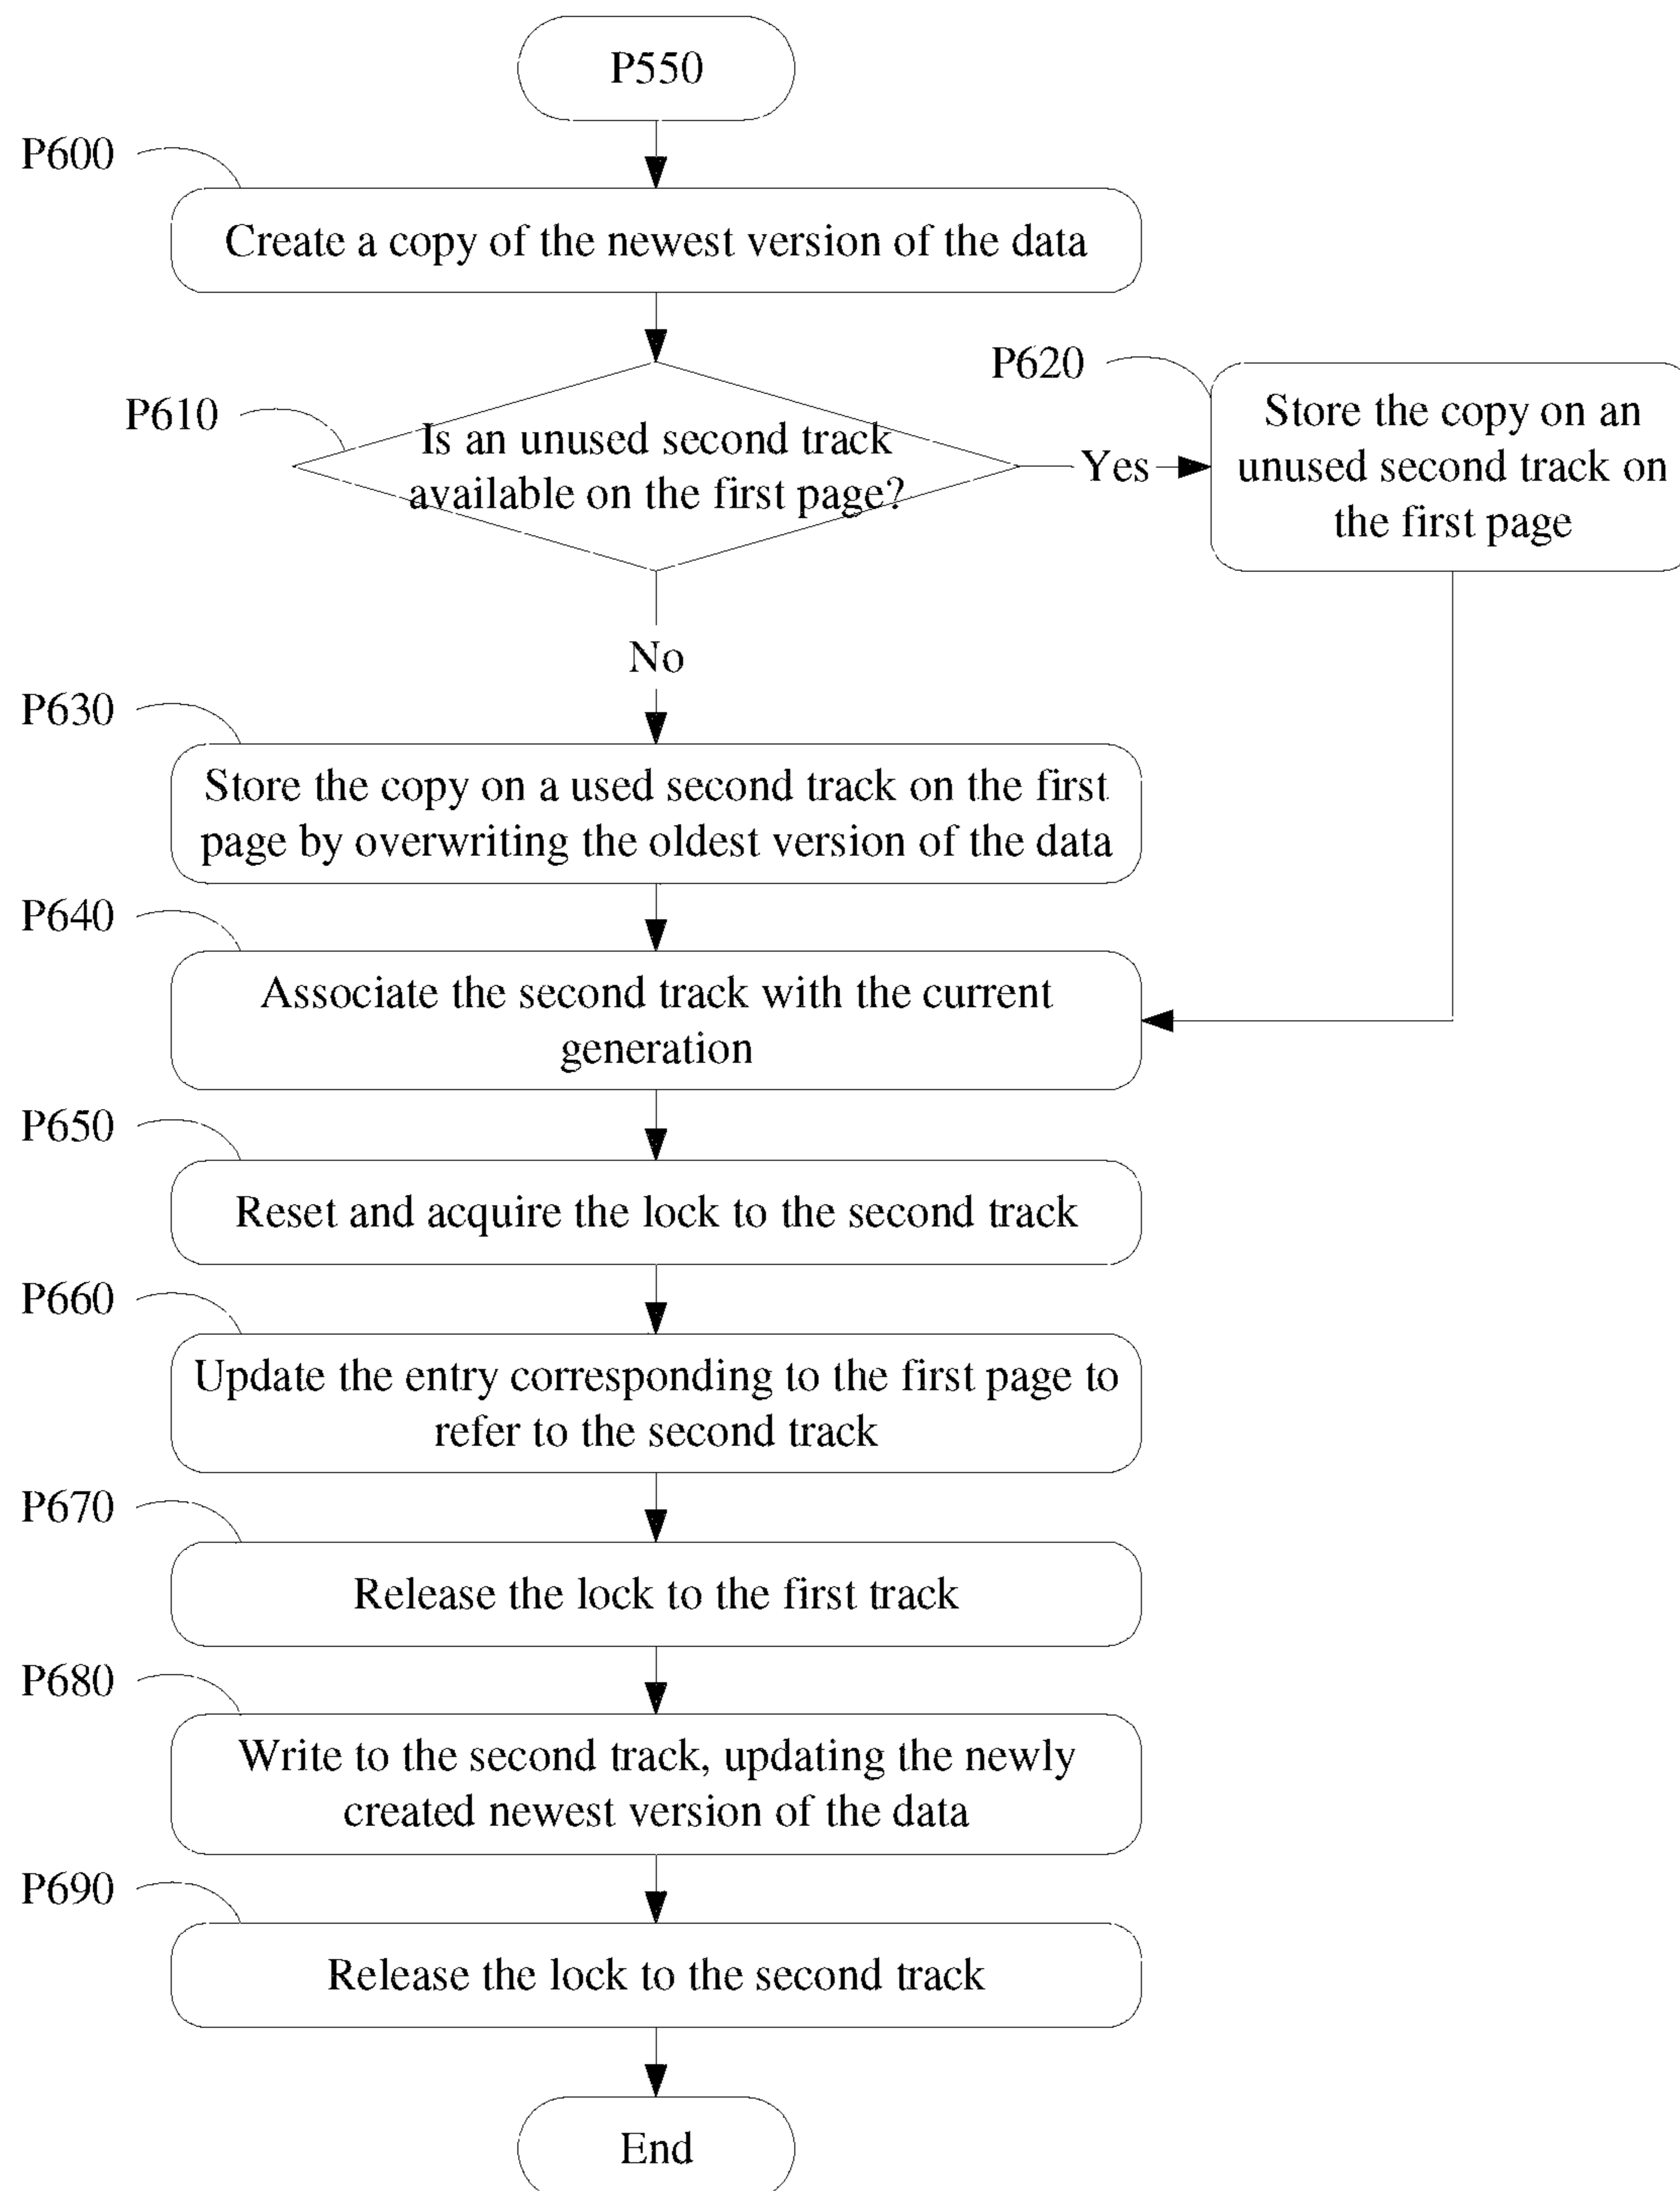 P550
P600
Create a copy of the newest version of the data
P610
Is an unused second track
available on the first page?
Yes
P620
Store the copy on an
unused second track on
the first page
No
P630
Store the copy on a used second track on the first
page by overwriting the oldest version of the data
P640
Associate the second track with the current
generation
P650
Reset and acquire the lock to the second track
P660
Update the entry corresponding to the first page to
refer to the second track
P670
Release the lock to the first track
P680
Write to the second track, updating the newly
created newest version of the data
P690
Release the lock to the second track
End